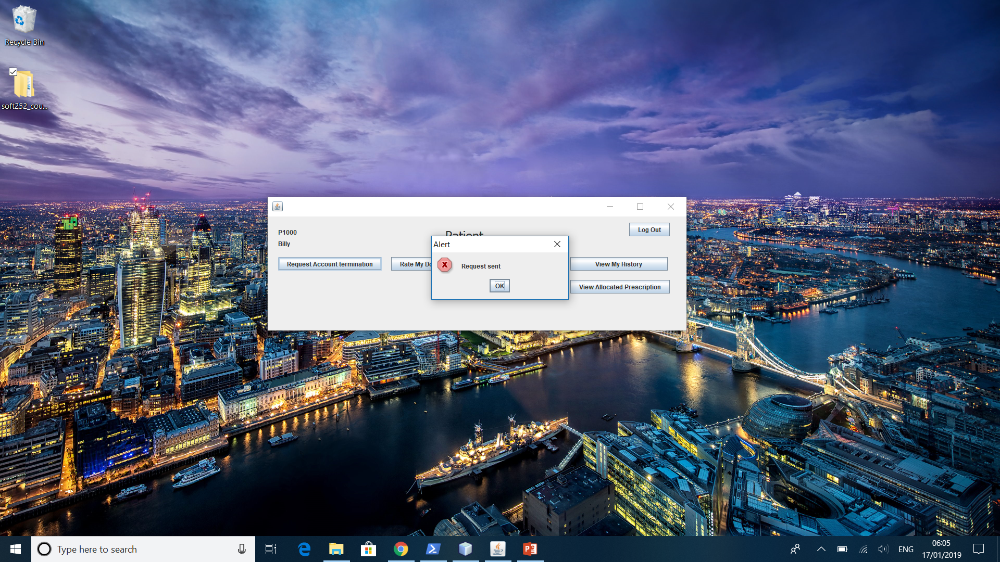 Recycle Bin
soft252_cou...
P1000
Billy
Patient
Log Out
Request Account termination
Rate My Do
View My History
View Allocated Prescription
Alert
Request sent
OK
Type here to search
ENG
06:05
17/01/2019